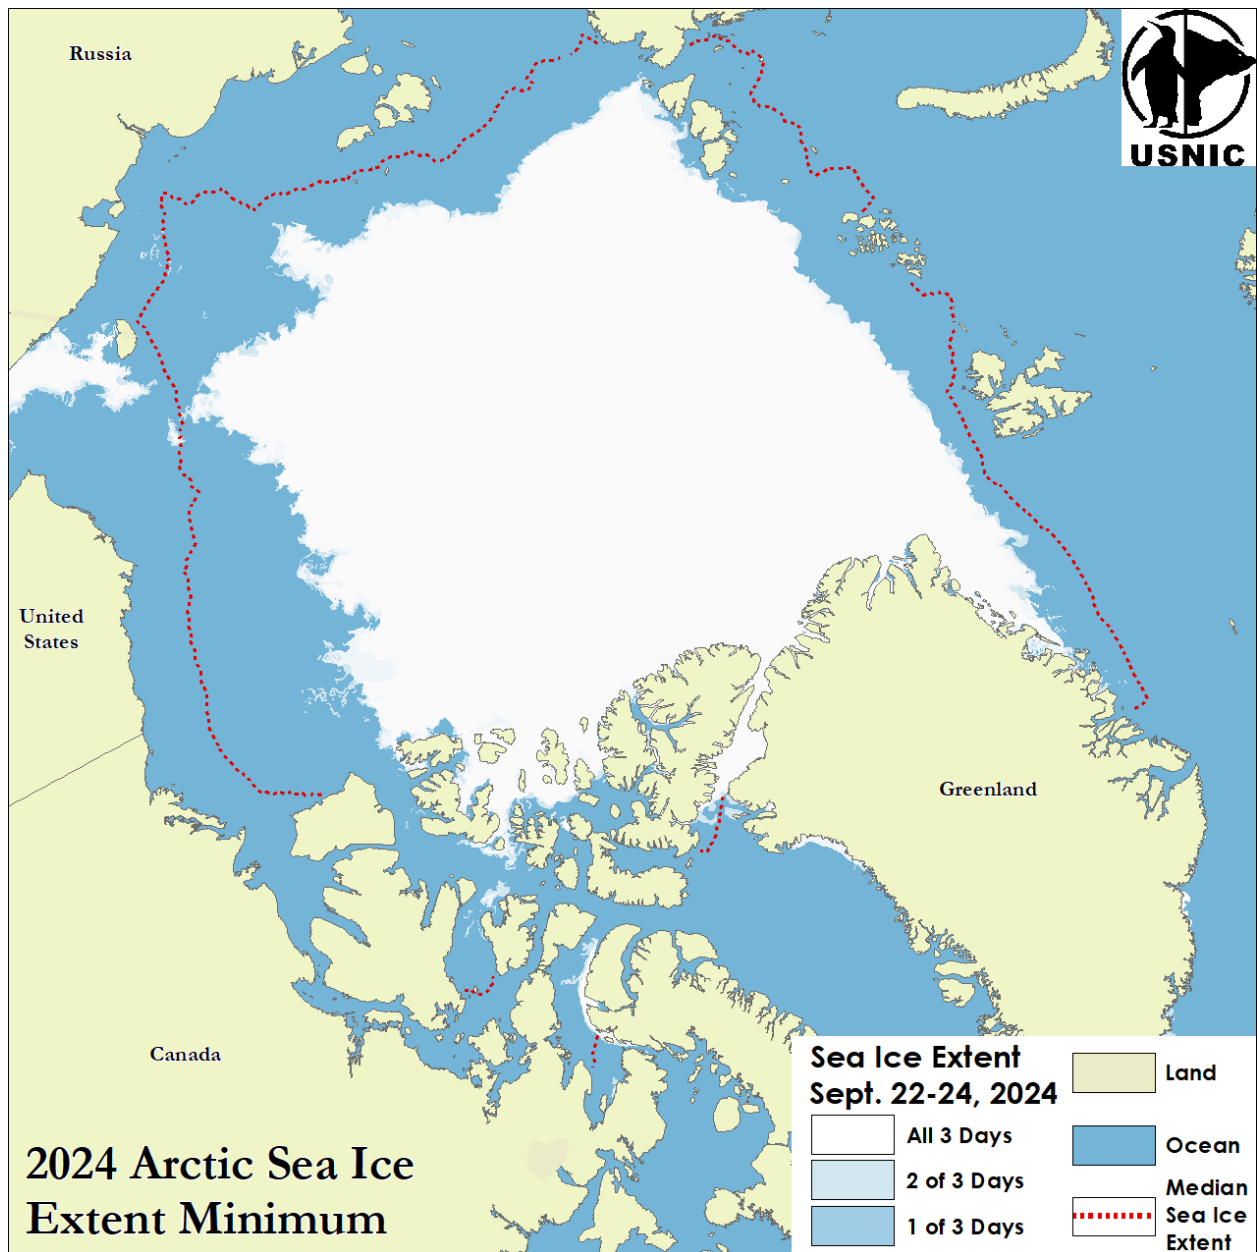 Russia
USNIC
United
States
Greenland
Canada
2024 Arctic Sea Ice
Extent Minimum
Sea Ice Extent
Sept. 22-24, 2024
All 3 Days
2 of 3 Days
1 of 3 Days
Land
Ocean
Median
Sea Ice
Extent